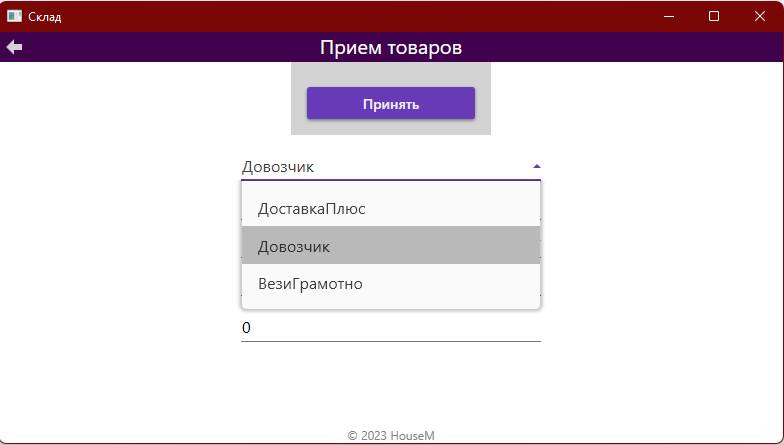 Склад
Прием товаров
Принять
Довозчик
ДоставкаПлюс
Довозчик
ВезиГрамотно
0
© 2023 HouseM